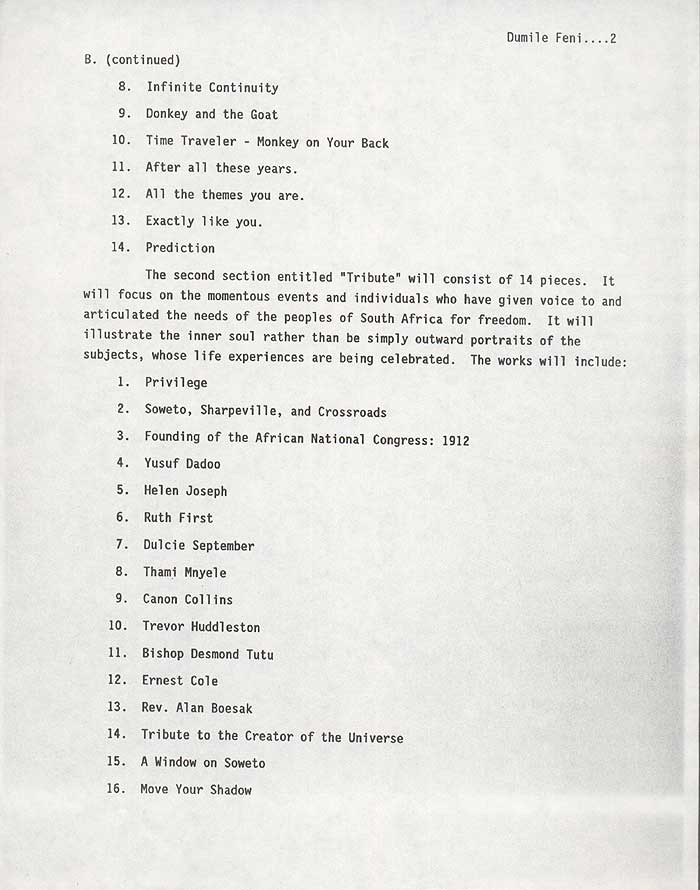 Dumile Feni....2
B. (continued)
8. Infinite Continuity
9. Donkey and the Goat
10. Time Traveler - Monkey on Your Back
11. After all these years.
12. All the themes you are.
13. Exactly like you.
14. Prediction
The second section entitled "Tribute" will consist of 14 pieces. It
will focus on the momentous events and individuals who have given voice to and
articulated the needs of the peoples of South Africa for freedom. It will
illustrate the inner soul rather than be simply outward portraits of the
subjects, whose life experiences are being celebrated. The works will include:
1. Privilege
2. Soweto, Sharpeville, and Crossroads
3. Founding of the African National Congress: 1912
4. Yusuf Dadoo
5. Helen Joseph
6. Ruth First
7. Dulcie September
8. Thami Mnyele
9. Canon Collins
10. Trevor Huddleston
11. Bishop Desmond Tutu
12. Ernest Cole
13. Rev. Alan Boesak
14. Tribute to the Creator of the Universe
15. A Window on Soweto
16. Move Your Shadow